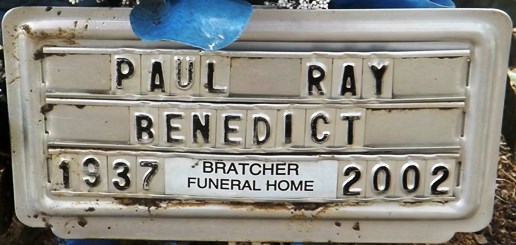 PAUL RAY
BENEDICT
1937 BRATCHER FUNERAL HOME 2002